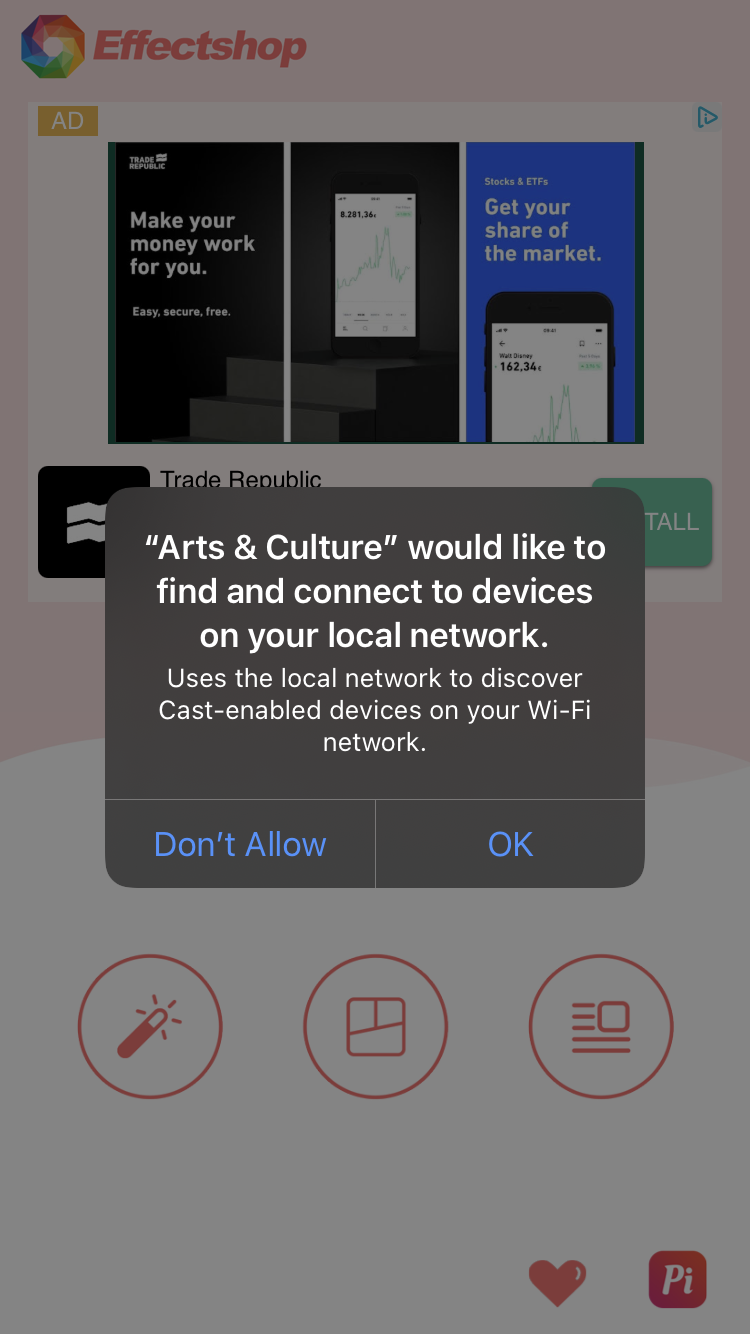 Effectshop
AD
TRADE
REPUBLIC
Make your
money work
for you.
Easy, secure, free.
8.281,36€
Stocks & ETFs
Get your
share of
the market.
09:41
Walt Disney
162,34€
Trade Republic
TALL
“Arts & Culture” would like to
find and connect to devices
on your local network.
Uses the local network to discover
Cast-enabled devices on your Wi-Fi
network.
Don’t Allow
OK
Pi